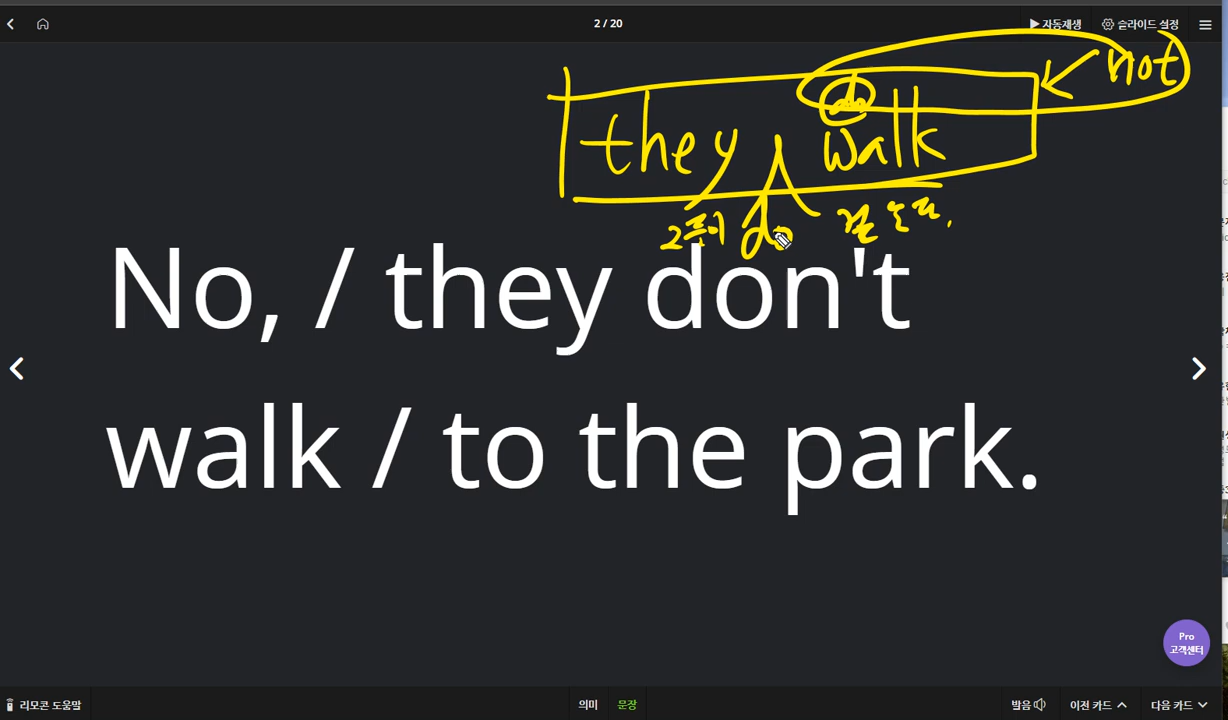 2 / 20
자동재생
슬라이드 설정
not
do
they walk
do
No, / they don't
walk / to the park.
Pro
고객센터
리모콘 도움말
의미
문장
발음
이전 카드
다음 카드